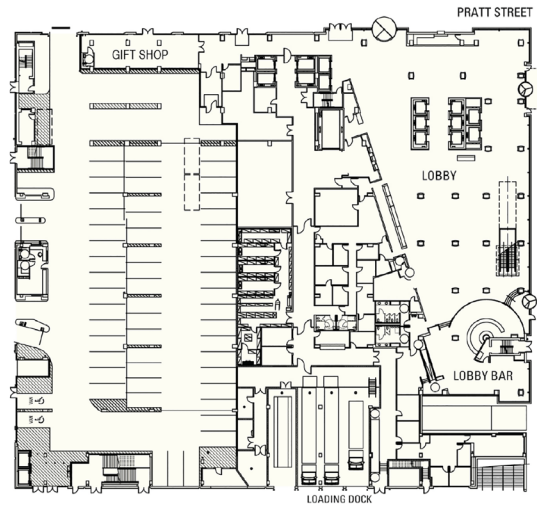 PRATT STREET
GIFT SHOP
LOBBY
LOBBY BAR
LOADING DOCK